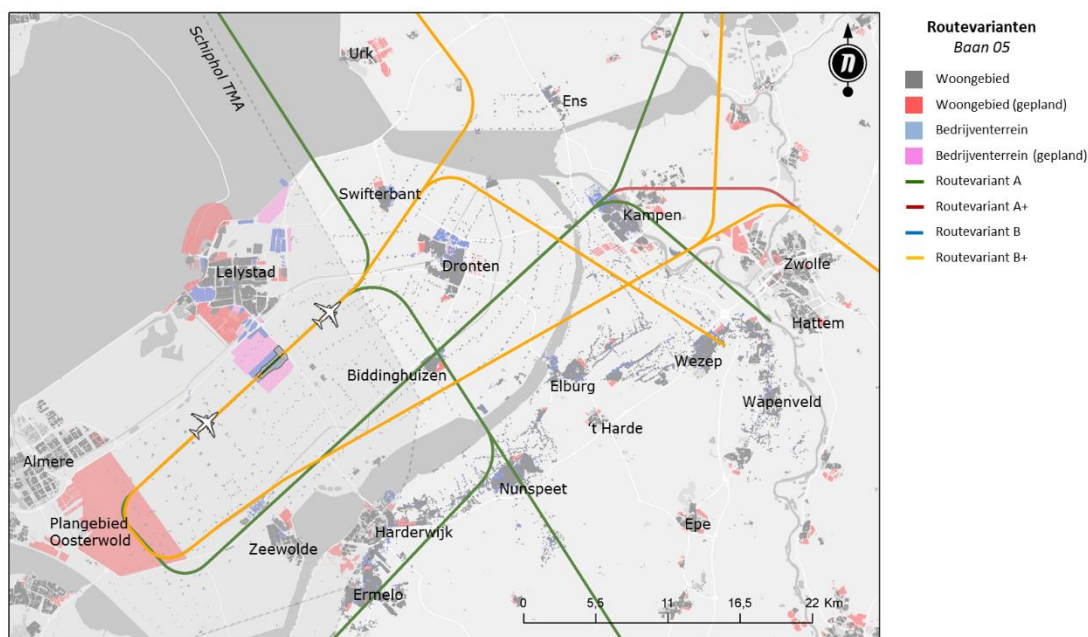 Routevarianten
Baan 05
Woongebied
Woongebied (gepland)
Bedrijventerrein
Bedrijventerrein (gepland)
Routevariant A
Routevariant A+
Routevariant B
Routevariant B+
Schiphol TMA
Urk
Ens
Swifterbant
Kampen
Dronten
Lelystad
Zwolle
Hattem
Biddinghuizen
Elburg
Wezep
Wapenveld
't Harde
Almere
Nunspeet
Plangebied
Oosterwold
Harderwijk
Epe
Zeewolde
Ermelo
0 5,5 11 16,5 22 Km